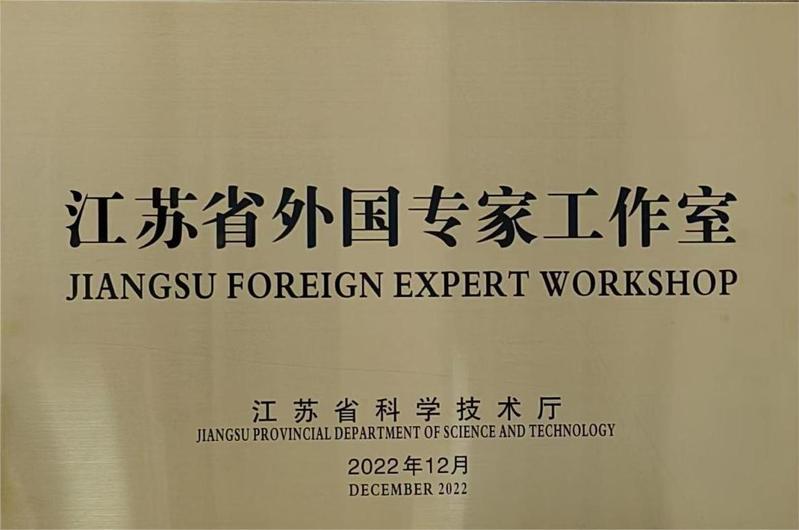 江苏省外国专家工作室
JIANGSU FOREIGN EXPERT WORKSHOP
江苏省科学技术厅
JIANGSU PROVINCIAL DEPARTMENT OF SCIENCE AND TECHNOLOGY
2022年12月
DECEMBER 2022